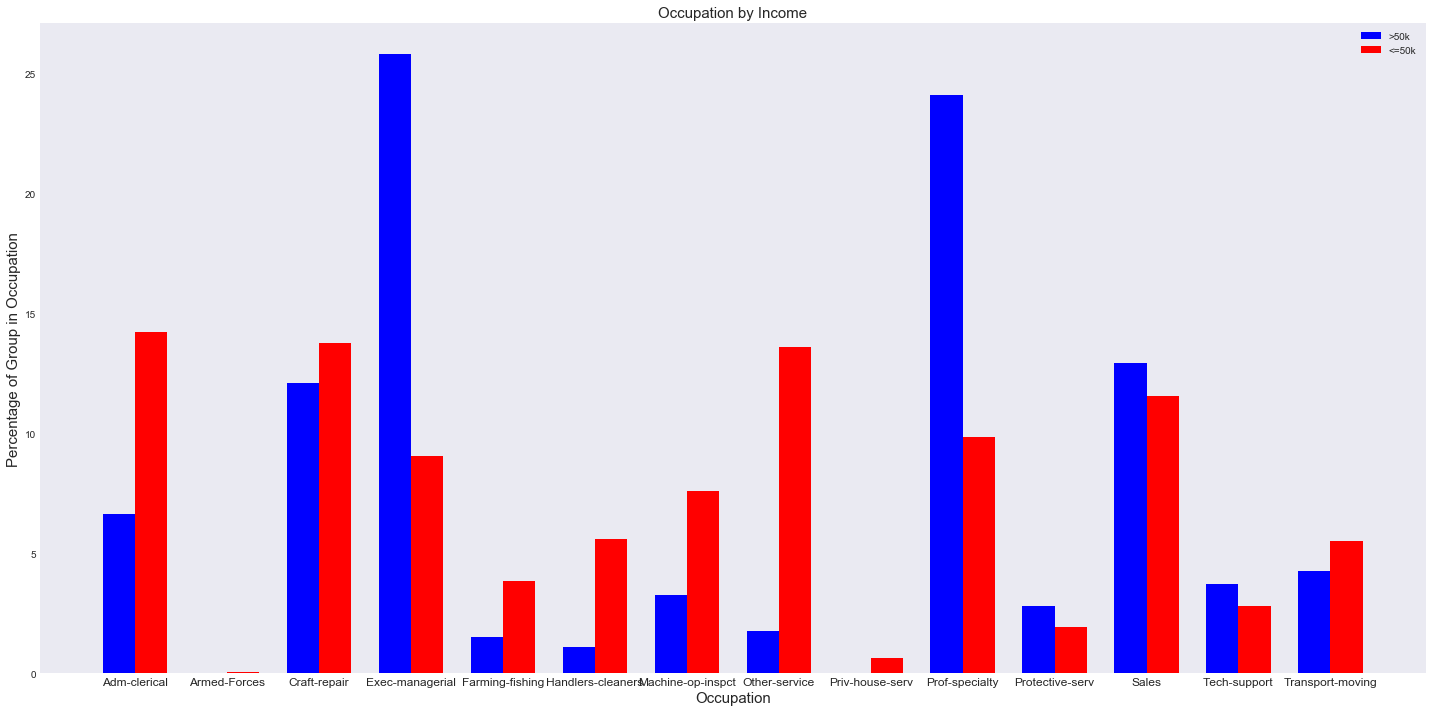 Occupation by Income
>50k
<=50k
Percentage of Group in Occupation
25
20
15
10
5
0
Adm-clerical Armed-Forces Craft-repair Exec-managerial Farming-fishing Handlers-cleaners Machine-op-inspct Other-service Priv-house-serv Prof-specialty Protective-serv Sales Tech-support Transport-moving
Occupation